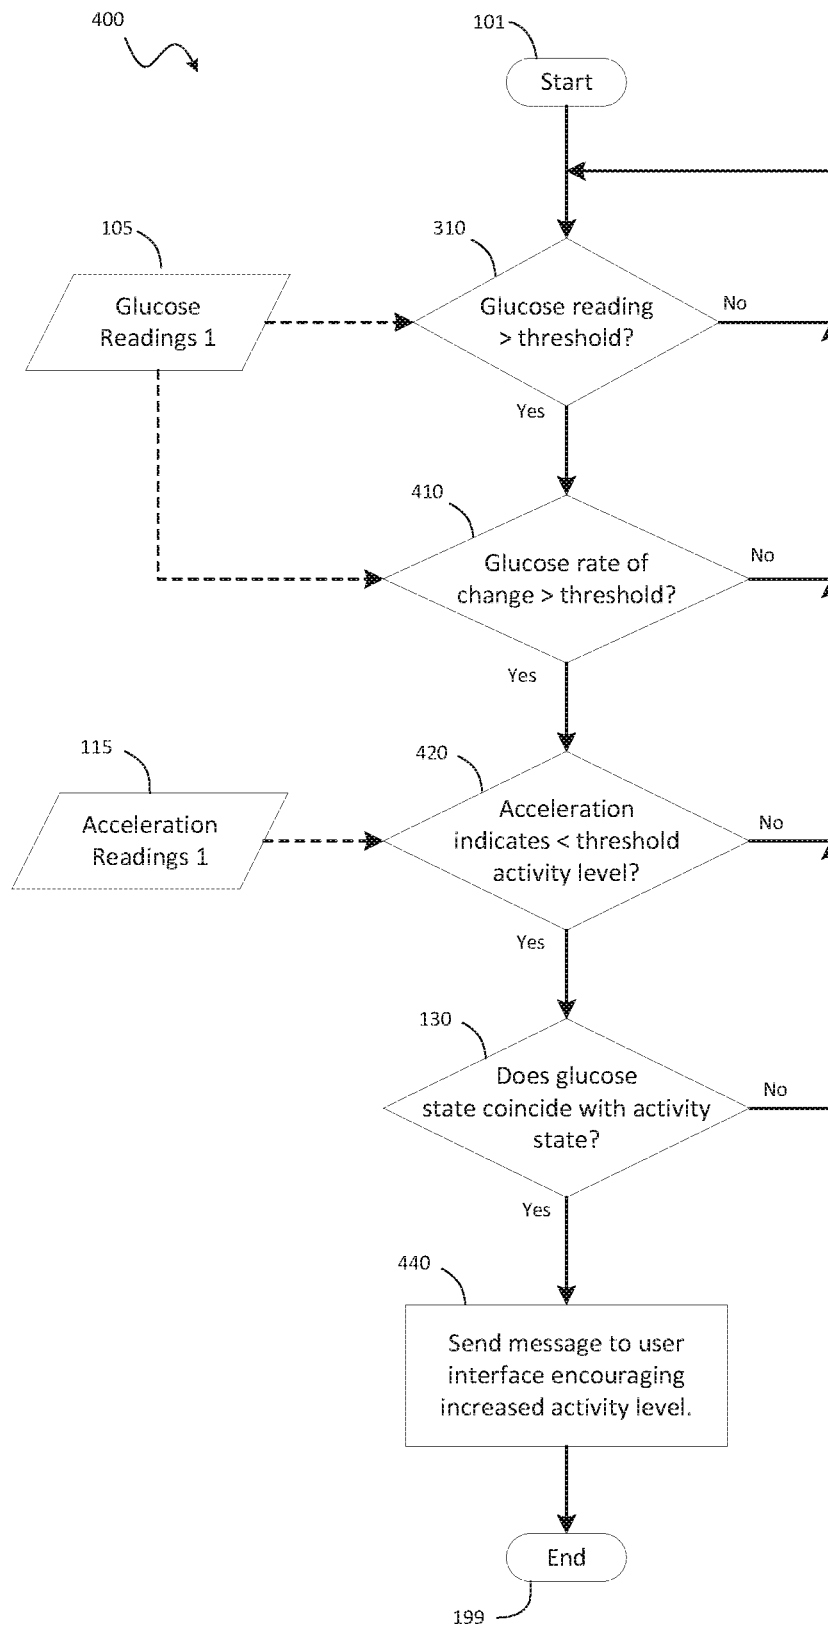 400
101
Start
105
310
Glucose
Readings 1
Glucose reading
> threshold?
No
Yes
410
Glucose rate of
change > threshold?
No
Yes
115
420
Acceleration
Readings 1
Acceleration
indicates < threshold
activity level?
No
Yes
130
Does glucose
state coincide with activity
state?
No
Yes
440
Send message to user
interface encouraging
increased activity level.
End
199